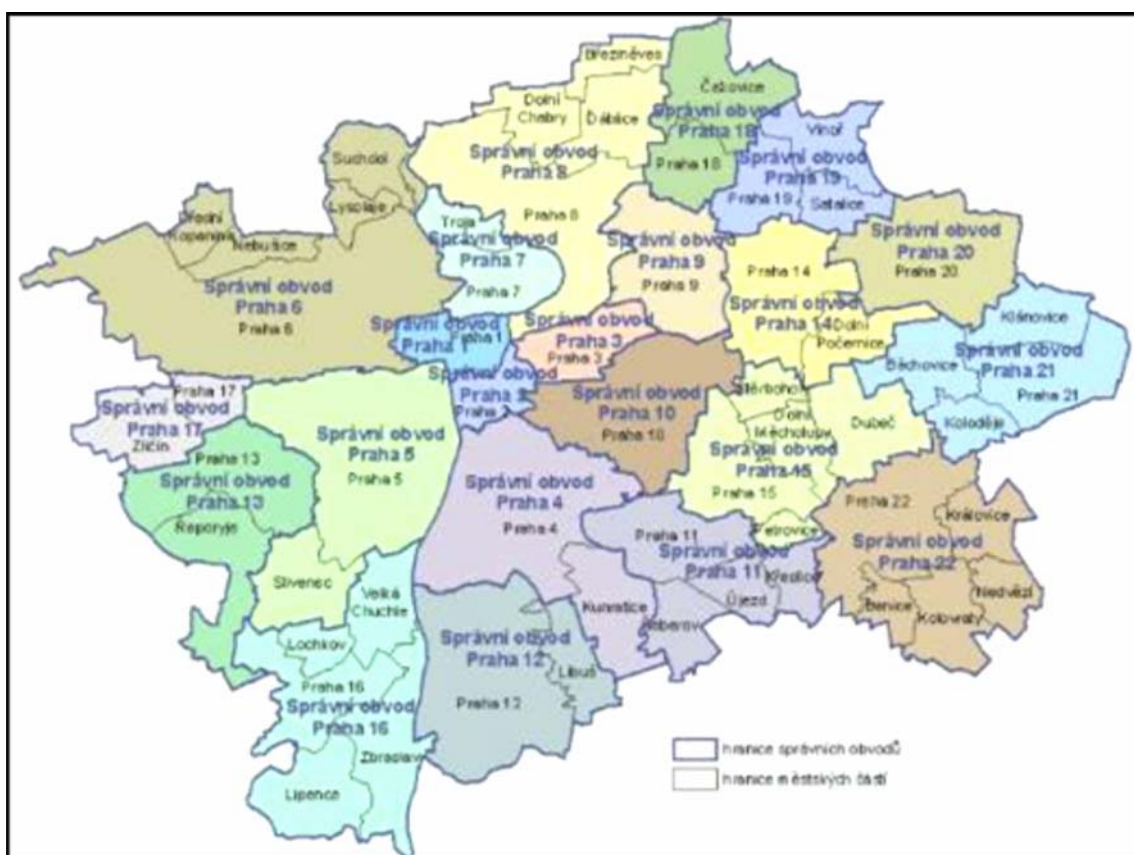 Březiněves
Čakovice
Dolní
Chabry
Ďáblice
Správní obvod
Praha 18
Praha 18
Vinoř
Správní obvod
Praha 19
Praha 19
Satalice
Suchdol
Lysolaje
Správní obvod
Praha 8
Praha 8
Přední
Kopanina
Nebušice
Troja
Správní obvod
Praha 7
Praha 7
Správní obvod
Praha 9
Praha 9
Správní obvod
Praha 20
Praha 20
Praha 14
Správní obvod
Praha 14
Dolní
Počernice
Správní obvod
Praha 6
Praha 6
Klánovice
Běchovice
Správní obvod
Praha 21
Praha 21
Koloděje
Správní obvod
Praha 1
Praha 1
Správní obvod
Praha 3
Praha 3
Správní obvod
Praha 2
Praha 2
Správní obvod
Praha 10
Praha 10
Štěrboholy
Dolní
Měcholupy
Dubeč
Správní obvod
Praha 15
Praha 15
Petrovice
Praha 17
Správní obvod
Praha 17
Zličín
Praha 13
Správní obvod
Praha 13
Řeporyje
Správní obvod
Praha 5
Praha 5
Slivenec
Správní obvod
Praha 4
Praha 4
Kunratice
Praha 11
Správní obvod
Praha 11
Křeslice
Újezd
Šeberov
Praha 22
Královice
Správní obvod
Praha 22
Nedvězí
Benice
Kolovraty
Velká
Chuchle
Lochkov
Praha 16
Správní obvod
Praha 16
Zbraslav
Lipence
Správní obvod
Praha 12
Libuš
Praha 12
hranice správních obvodů
hranice městských částí